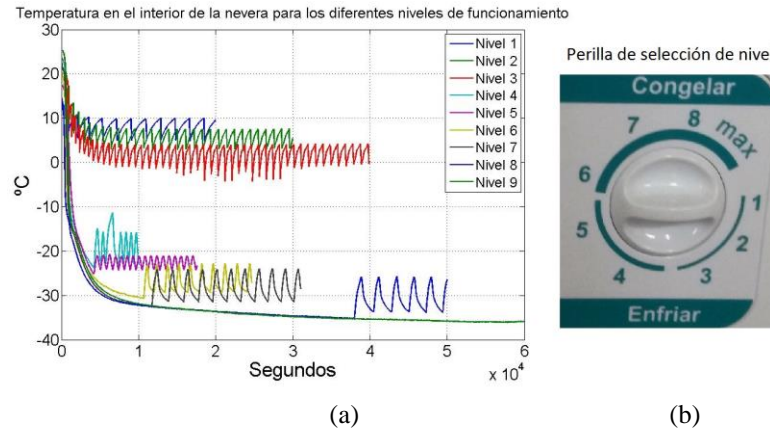 Temperatura en el interior de la nevera para los diferentes niveles de funcionamiento
30
20
10
0
-10
-20
-30
-40
ºC
0
1
2
3
4
5
6
Segundos
x 10⁴
Nivel 1
Nivel 2
Nivel 3
Nivel 4
Nivel 5
Nivel 6
Nivel 7
Nivel 8
Nivel 9
(a)
Perilla de selección de nive
Congelar
7
8
max
6
1
5
2
4
3
Enfriar
(b)